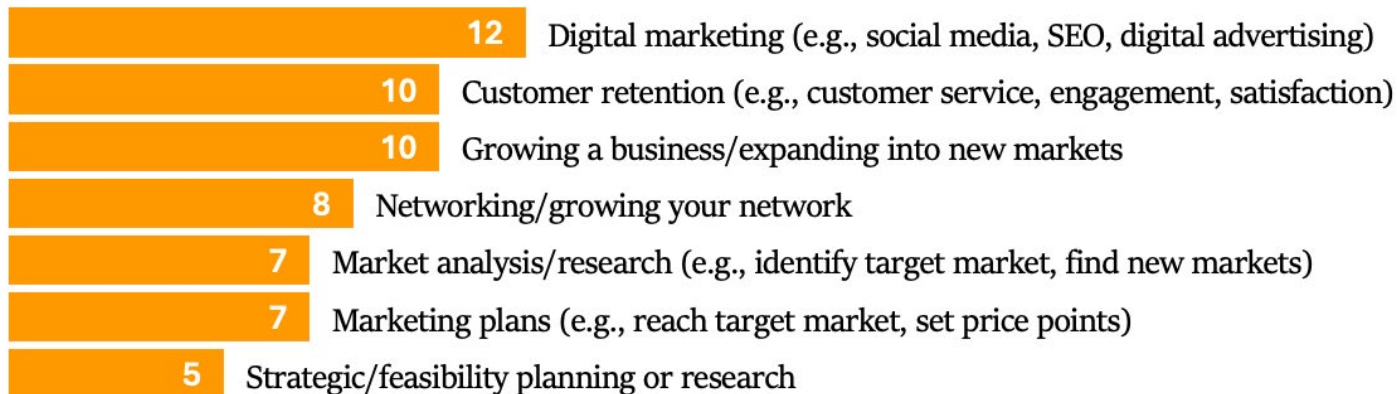 12 Digital marketing (e.g., social media, SEO, digital advertising)
10 Customer retention (e.g., customer service, engagement, satisfaction)
10 Growing a business/expanding into new markets
8 Networking/growing your network
7 Market analysis/research (e.g., identify target market, find new markets)
7 Marketing plans (e.g., reach target market, set price points)
5 Strategic/feasibility planning or research